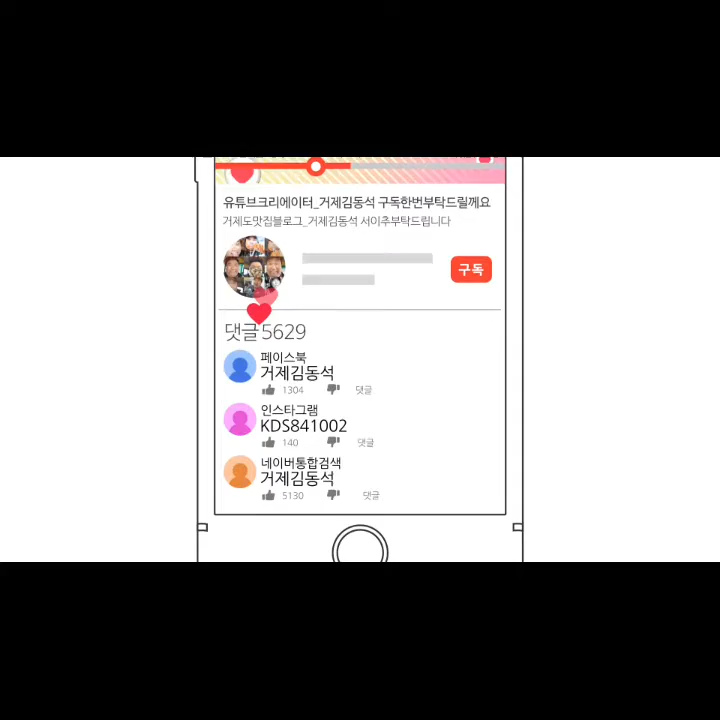 유튜브크리에이터_거제김동석 구독한번부탁드릴께요
거제도맛집블로그_거제김동석 서이추부탁드립니다
구독
댓글5629
페이스북
거제김동석
1304 댓글
인스타그램
KDS841002
140 댓글
네이버통합검색
거제김동석
5130 댓글